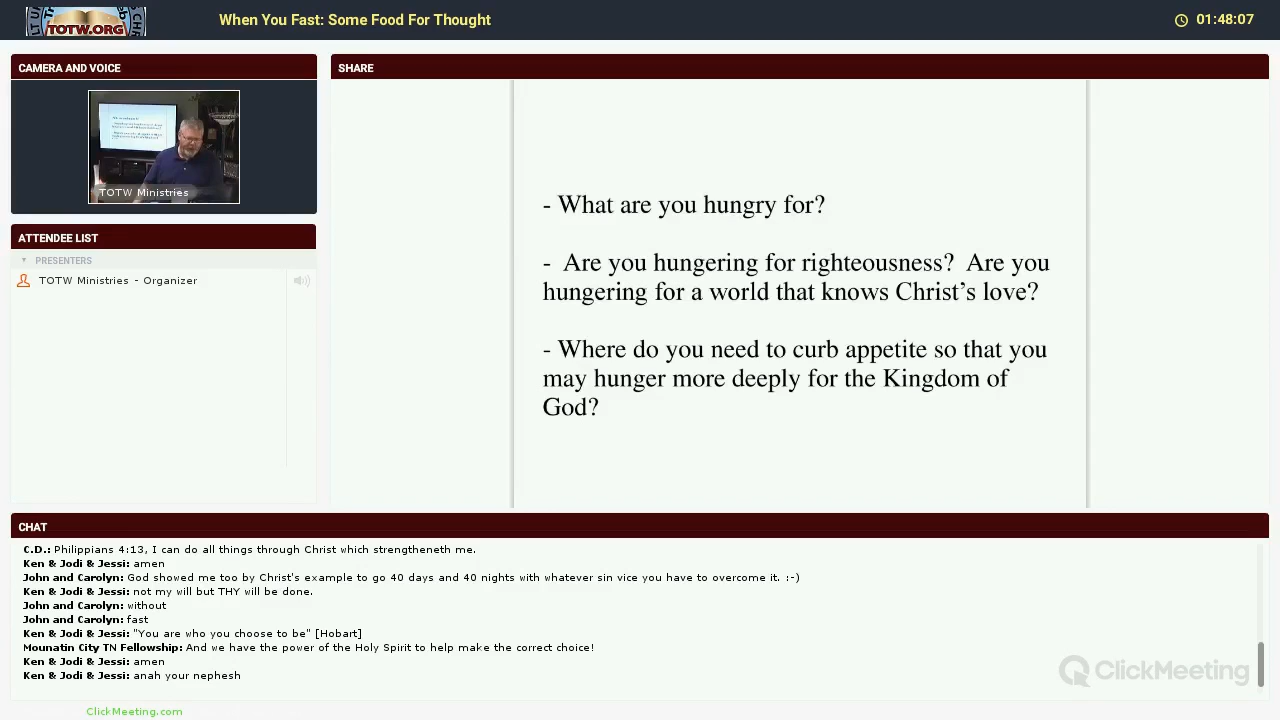 TOTW.ORG
When You Fast: Some Food For Thought
01:48:07
CAMERA AND VOICE
TOTW Ministries
ATTENDEE LIST
PRESENTERS
TOTW Ministries - Organizer
SHARE
- What are you hungry for?
- Are you hungering for righteousness? Are you
hungering for a world that knows Christ’s love?
- Where do you need to curb appetite so that you
may hunger more deeply for the Kingdom of
God?
CHAT
C.D.: Philippians 4:13, I can do all things through Christ which strengtheneth me.
Ken & Jodi & Jessi: amen
John and Carolyn: God showed me too by Christ's example to go 40 days and 40 nights with whatever sin vice you have to overcome it. :-)
Ken & Jodi & Jessi: not my will but THY will be done.
John and Carolyn: without
John and Carolyn: fast
Ken & Jodi & Jessi: "You are who you choose to be" [Hobart]
Mounatin City TN Fellowship: And we have the power of the Holy Spirit to help make the correct choice!
Ken & Jodi & Jessi: amen
Ken & Jodi & Jessi: anah your nephesh
ClickMeeting
ClickMeeting.com